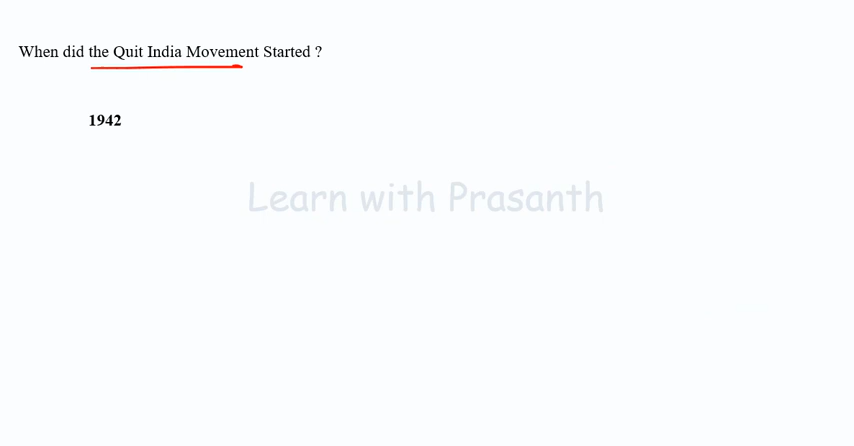 When did the Quit India Movement Started ?
1942
Learn with Prasanth